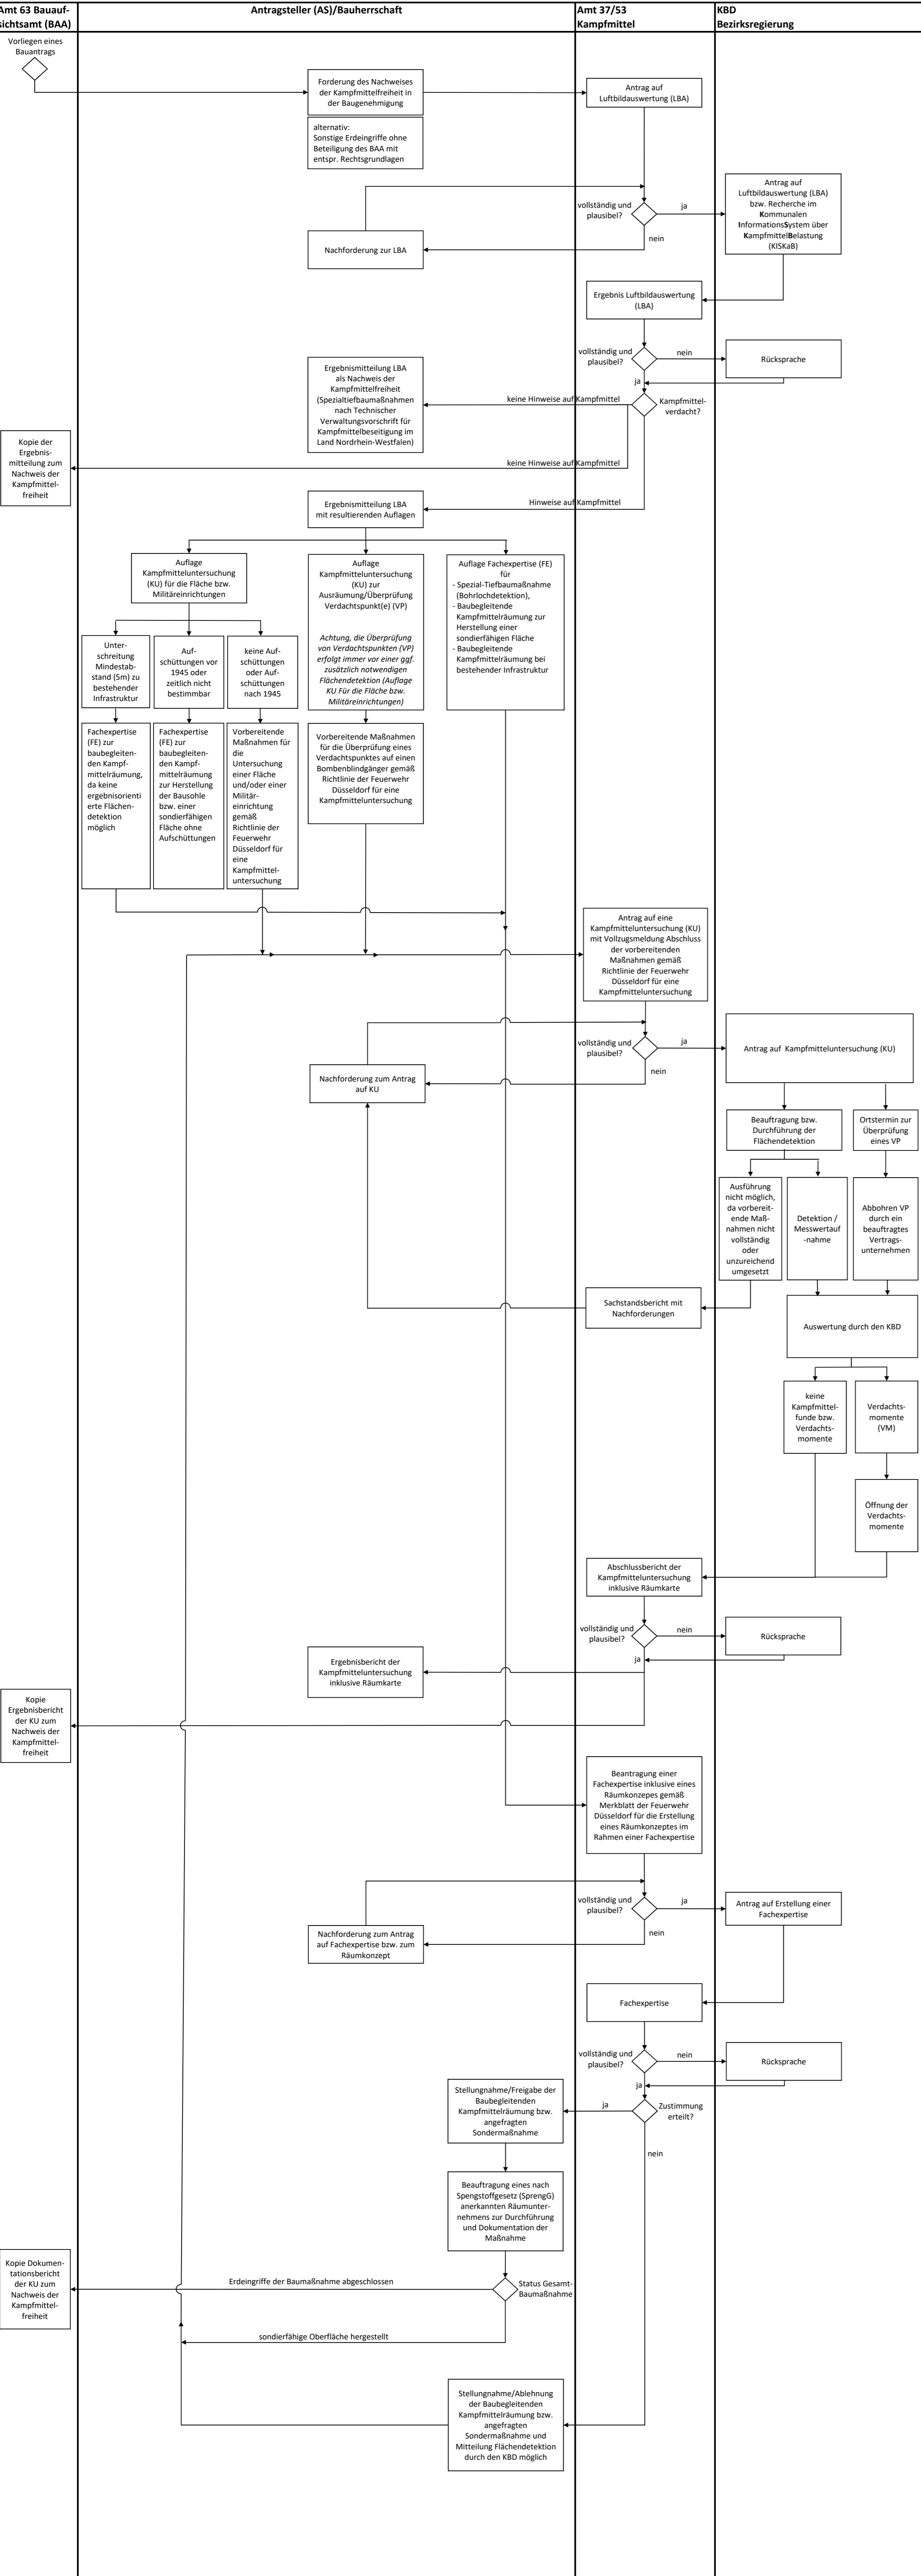 Amt 63 Bauauf-
sichtsamt (BAA)
Antragsteller (AS)/Bauherrschaft
Amt 37/53
Kampfmittel
KBD
Bezirksregierung
Vorliegen eines
Bauantrags
Forderung des Nachweises
der Kampfmittelfreiheit in
der Baugenehmigung
Antrag auf
Luftbildauswertung (LBA)
alternativ:
Sonstige Erdeingriffe ohne
Beteiligung des BAA mit
entspr. Rechtsgrundlagen
vollständig und
plausibel?
ja
nein
Antrag auf
Luftbildauswertung (LBA)
bzw. Recherche im
Kommunalen
InformationsSystem über
KampfmittelBelastung
(KISKaB)
Nachforderung zur LBA
Ergebnis Luftbildauswertung
(LBA)
vollständig und
plausibel?
nein
ja
Rücksprache
Ergebnismitteilung LBA
als Nachweis der
Kampfmittelfreiheit
(Spezialtiefbaumaßnahmen
nach Technischer
Verwaltungsvorschrift für
Kampfmittelbeseitigung im
Land Nordrhein-Westfalen)
keine Hinweise auf Kampfmittel
Kampfmittel-
verdacht?
Kopie der
Ergebnis-
mitteilung zum
Nachweis der
Kampfmittel-
freiheit
keine Hinweise auf Kampfmittel
Ergebnismitteilung LBA
mit resultierenden Auflagen
Hinweise auf Kampfmittel
Auflage
Kampfmitteluntersuchung
(KU) für die Fläche bzw.
Militäreinrichtungen
Auflage
Kampfmitteluntersuchung
(KU) zur
Ausräumung/Überprüfung
Verdachtspunkt(e) (VP)
Achtung, die Überprüfung
von Verdachtspunkten (VP)
erfolgt immer vor einer ggf.
zusätzlich notwendigen
Flächendetektion (Auflage
KU Für die Fläche bzw.
Militäreinrichtungen)
Auflage Fachexpertise (FE)
für
- Spezial-Tiefbaumaßnahme
(Bohrlochdetektion),
- Baubegleitende
Kampfmittelräumung zur
Herstellung einer
sondierfähigen Fläche
- Baubegleitende
Kampfmittelräumung bei
bestehender Infrastruktur
Unter-
schreitung
Mindestab-
stand (5m) zu
bestehender
Infrastruktur
Auf-
schüttungen vor
1945 oder
zeitlich nicht
bestimmbar
keine Auf-
schüttungen
oder Auf-
schüttungen
nach 1945
Fachexpertise
(FE) zur
baubegleiten-
den Kampf-
mittelräumung,
da keine
ergebnisorienti
erte Flächen-
detektion
möglich
Fachexpertise
(FE) zur
baubegleiten-
den Kampf-
mittelräumung
zur Herstellung
der Bausohle
bzw. einer
sondierfähigen
Fläche ohne
Aufschüttungen
Vorbereitende
Maßnahmen für
die
Untersuchung
einer Fläche
und/oder einer
Militär-
einrichtung
gemäß
Richtlinie der
Feuerwehr
Düsseldorf für
eine
Kampfmittel-
untersuchung
Vorbereitende Maßnahmen
für die Überprüfung eines
Verdachtspunktes auf einen
Bombenblindgänger gemäß
Richtlinie der Feuerwehr
Düsseldorf für eine
Kampfmitteluntersuchung
Antrag auf eine
Kampfmitteluntersuchung (KU)
mit Vollzugsmeldung Abschluss
der vorbereitenden
Maßnahmen gemäß
Richtlinie der Feuerwehr
Düsseldorf für eine
Kampfmitteluntersuchung
vollständig und
plausibel?
ja
nein
Antrag auf  Kampfmitteluntersuchung (KU)
Nachforderung zum Antrag
auf KU
Beauftragung bzw.
Durchführung der
Flächendetektion
Ortstermin zur
Überprüfung
eines VP
Ausführung
nicht möglich,
da vorbereit-
ende Maß-
nahmen nicht
vollständig
oder
unzureichend
umgesetzt
Detektion /
Messwertauf
-nahme
Abbohren VP
durch ein
beauftragtes
Vertrags-
unternehmen
Sachstandsbericht mit
Nachforderungen
Auswertung durch den KBD
keine
Kampfmittel-
funde bzw.
Verdachts-
momente
Verdachts-
momente
(VM)
Öffnung der
Verdachts-
momente
Abschlussbericht der
Kampfmitteluntersuchung
inklusive Räumkarte
vollständig und
plausibel?
nein
ja
Rücksprache
Ergebnisbericht der
Kampfmitteluntersuchung
inklusive Räumkarte
Kopie
Ergebnisbericht
der KU zum
Nachweis der
Kampfmittel-
freiheit
Beantragung einer
Fachexpertise inklusive eines
Räumkonzepes gemäß
Merkblatt der Feuerwehr
Düsseldorf für die Erstellung
eines Räumkonzeptes im
Rahmen einer Fachexpertise
vollständig und
plausibel?
ja
nein
Antrag auf Erstellung einer
Fachexpertise
Nachforderung zum Antrag
auf Fachexpertise bzw. zum
Räumkonzept
Fachexpertise
vollständig und
plausibel?
nein
ja
Rücksprache
Stellungnahme/Freigabe der
Baubegleitenden
Kampfmittelräumung bzw.
angefragten
Sondermaßnahme
ja
Zustimmung
erteilt?
nein
Beauftragung eines nach
Spengstoffgesetz (SprengG)
anerkannten Räumunter-
nehmens zur Durchführung
und Dokumentation der
Maßnahme
Kopie Dokumen-
tationsbericht
der KU zum
Nachweis der
Kampfmittel-
freiheit
Erdeingriffe der Baumaßnahme abgeschlossen
Status Gesamt-
Baumaßnahme
sondierfähige Oberfläche hergestellt
Stellungnahme/Ablehnung
der Baubegleitenden
Kampfmittelräumung bzw.
angefragten
Sondermaßnahme und
Mitteilung Flächendetektion
durch den KBD möglich